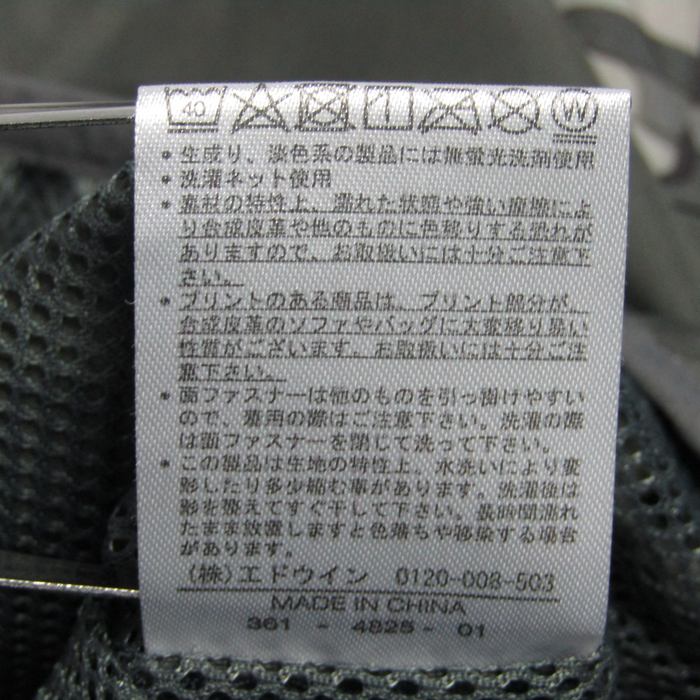 40 W
・生成り、淡色系の製品には無蛍光洗剤使用
・洗濯ネット使用
・素材の特性上、濡れた状態や強い摩擦によ
り合成皮革や他のものに色移りする恐れが
ありますので、お取扱いには十分ご注意下
さい。
・プリントのある商品は、プリント部分が、
合成皮革のソファやバッグに大変移り易い
性質がございます。お取扱いには十分ご注
意下さい。
・面ファスナーは他のものを引っ掛けやすい
ので、着用の際はご注意下さい。洗濯の際
は面ファスナーを閉じて洗って下さい。
・この製品は生地の特性上、水洗いにより変
形したり多少縮む事があります。洗濯後は
形を整えてすぐ干して下さい。長時間濡れ
たまま放置しますと色落ちや移染する場合
があります。
(株)エドウイン 0120-008-503
MADE IN CHINA
361 - 4825 - 01